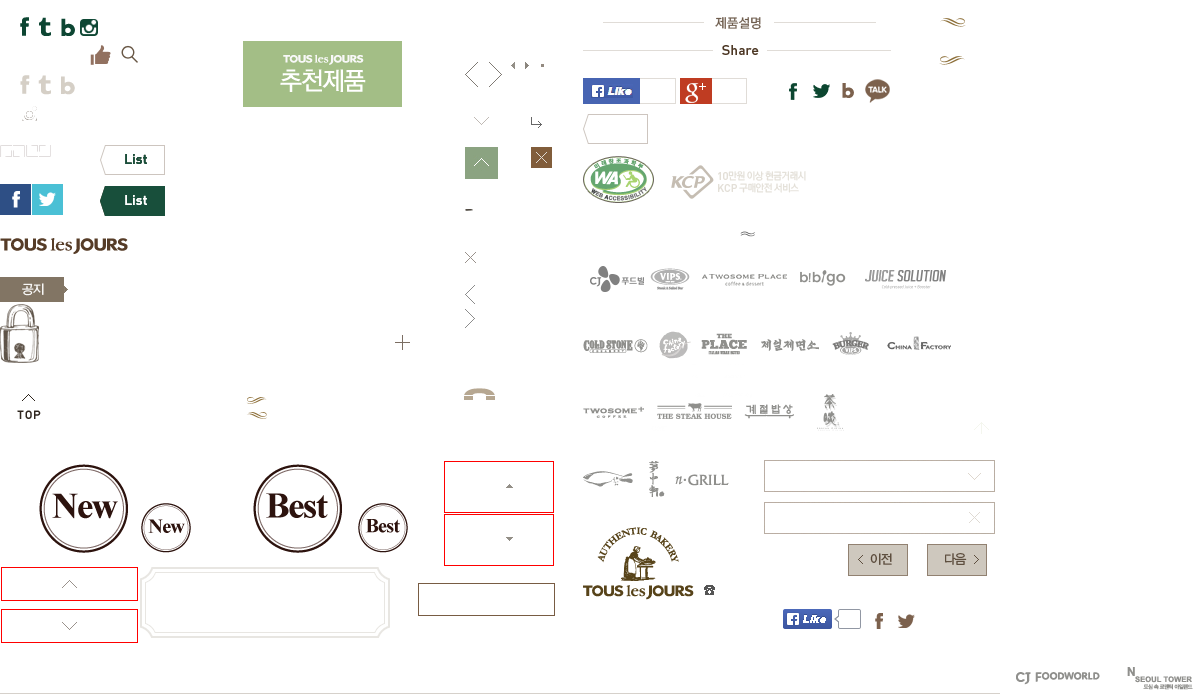 제품설명
Share
TOUS les JOURS
추천제품
Like
g+
TALK
List
List
WA
WEB ACCESSIBILITY
KCP
10만원 이상 현금거래시
KCP 구매안전 서비스
TOUS les JOURS
공지
CJ 푸드빌
VIPS
A TWOSOME PLACE
COFFEE & DESSERT
bibigo
JUICE SOLUTION
COLD STONE
CREAMERY
THE
PLACE
제일제면소
BURGER
CHINA FACTORY
TOP
TWOSOME+
COFFEE
THE STEAK HOUSE
계절밥상
n·GRILL
New
New
Best
Best
AUTHENTIC BAKERY
TOUS les JOURS
이전
다음
Like
CJ FOODWORLD
N
SEOUL TOWER